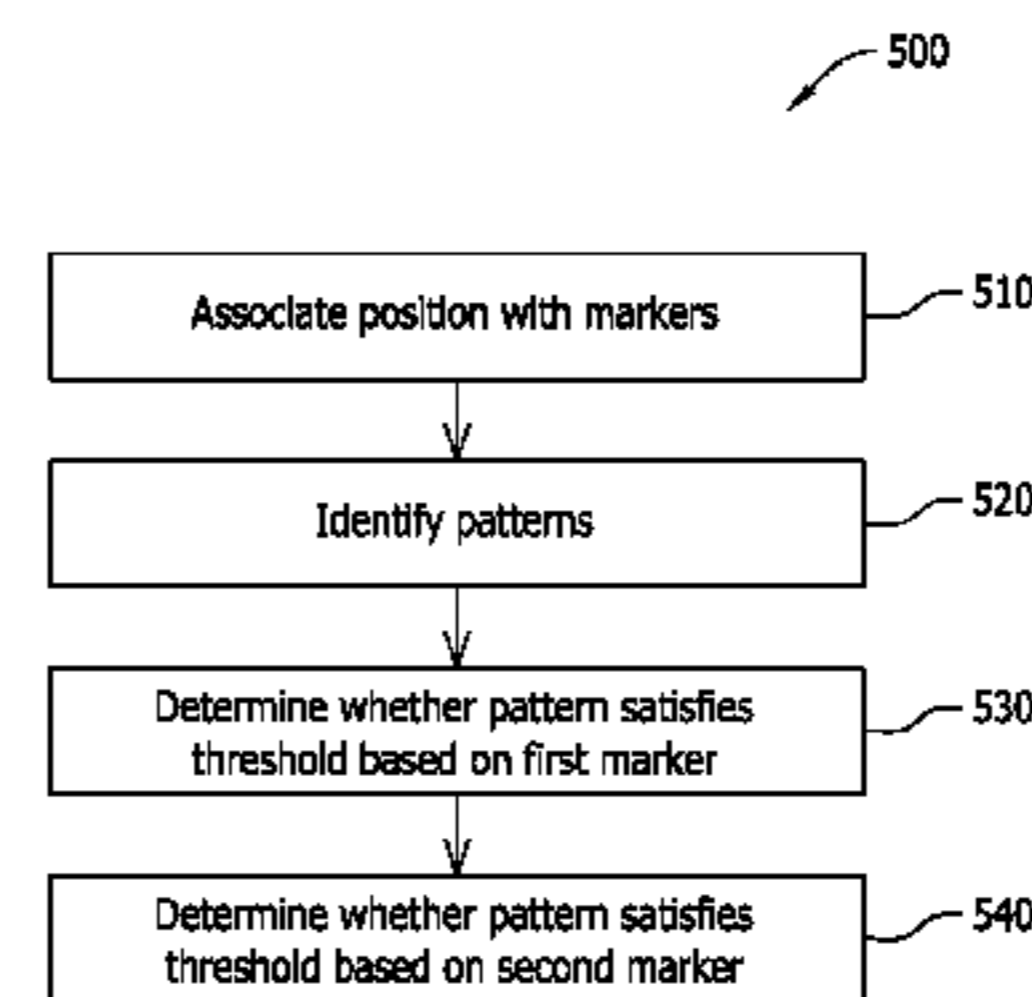 500
Associate position with markers
510
Identify patterns
520
Determine whether pattern satisfies
threshold based on first marker
530
Determine whether pattern satisfies
threshold based on second marker
540